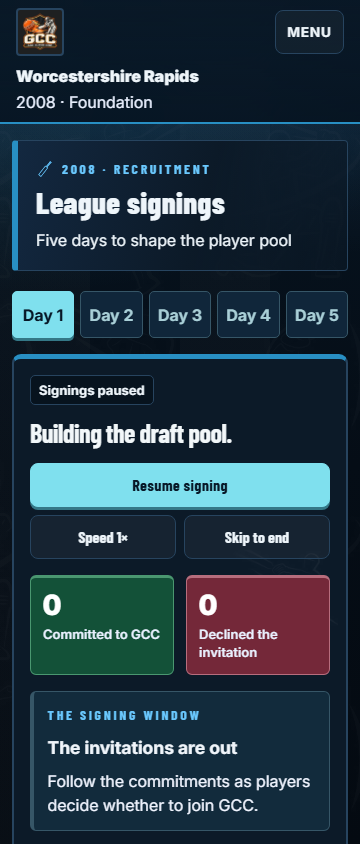 GCC
MENU
Worcestershire Rapids
2008 · Foundation
2008 · RECRUITMENT
League signings
Five days to shape the player pool
Day 1
Day 2
Day 3
Day 4
Day 5
Signings paused
Building the draft pool.
Resume signing
Speed 1×
Skip to end
0
Committed to GCC
0
Declined the
invitation
THE SIGNING WINDOW
The invitations are out
Follow the commitments as players
decide whether to join GCC.